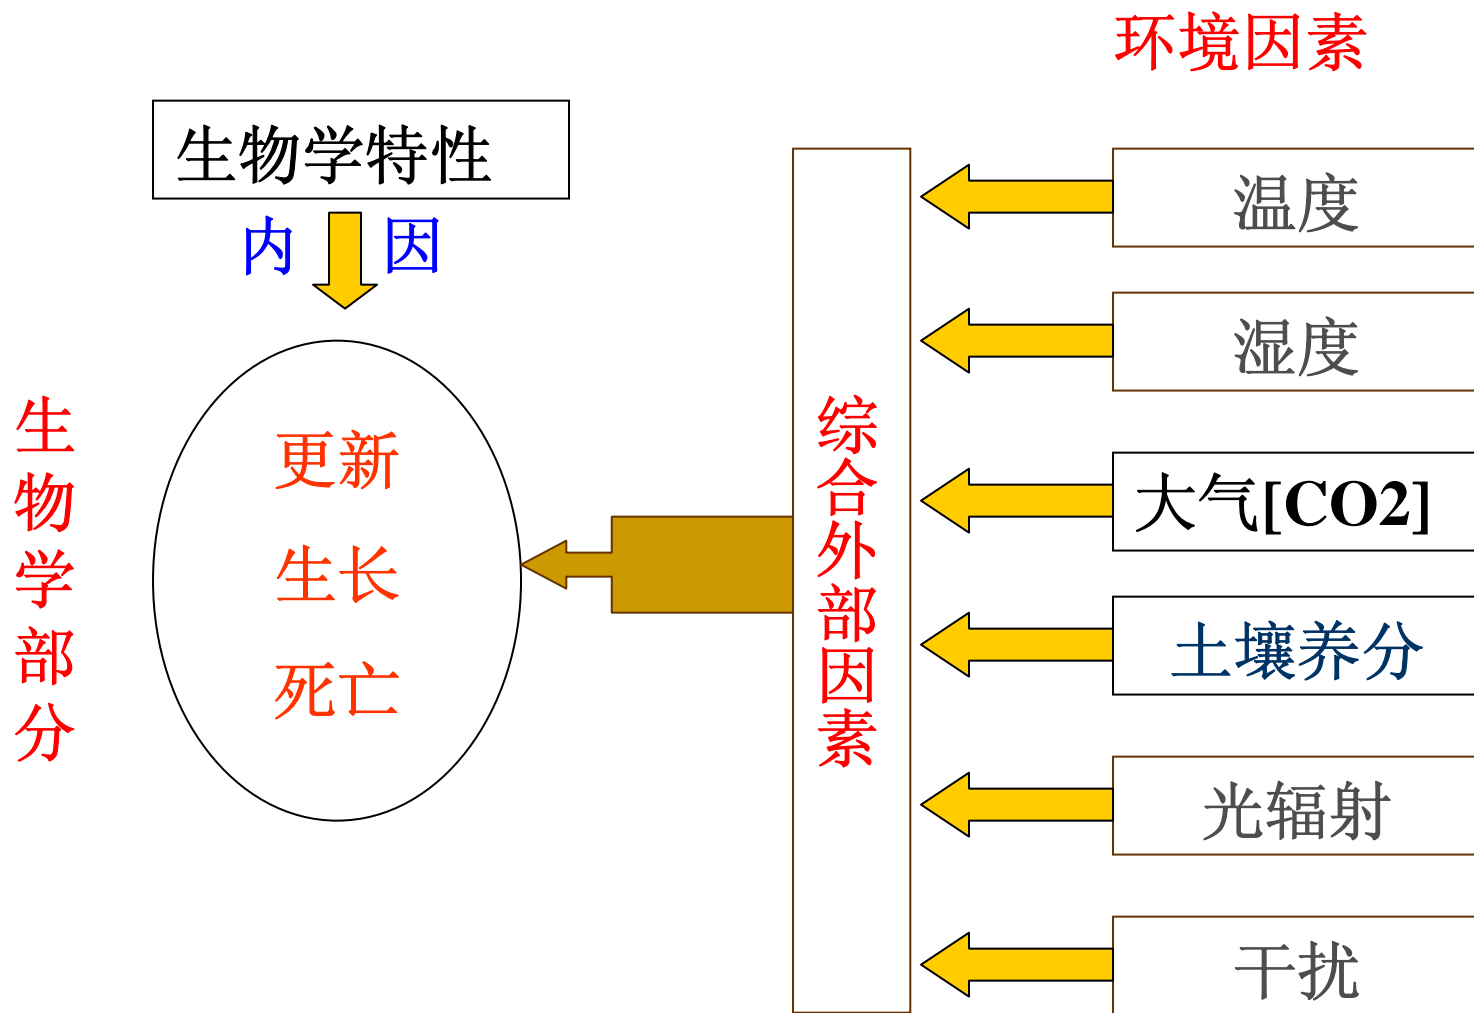 环境因素
生物学特性
内 因
生物学部分
更新
生长
死亡
综合外部因素
温度
湿度
大气[CO2]
土壤养分
光辐射
干扰